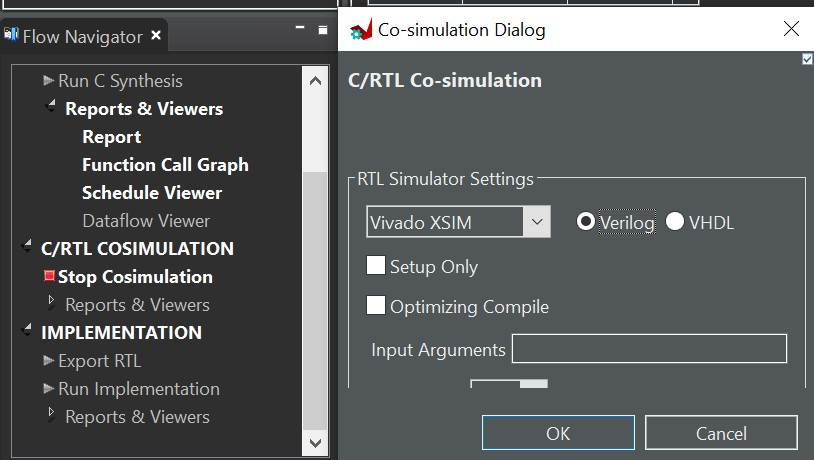 Flow Navigator
Run C Synthesis
Reports & Viewers
Report
Function Call Graph
Schedule Viewer
Dataflow Viewer
C/RTL COSIMULATION
Stop Cosimulation
Reports & Viewers
IMPLEMENTATION
Export RTL
Run Implementation
Reports & Viewers
Co-simulation Dialog
C/RTL Co-simulation
RTL Simulator Settings
Vivado XSIM
Verilog
VHDL
Setup Only
Optimizing Compile
Input Arguments
OK
Cancel